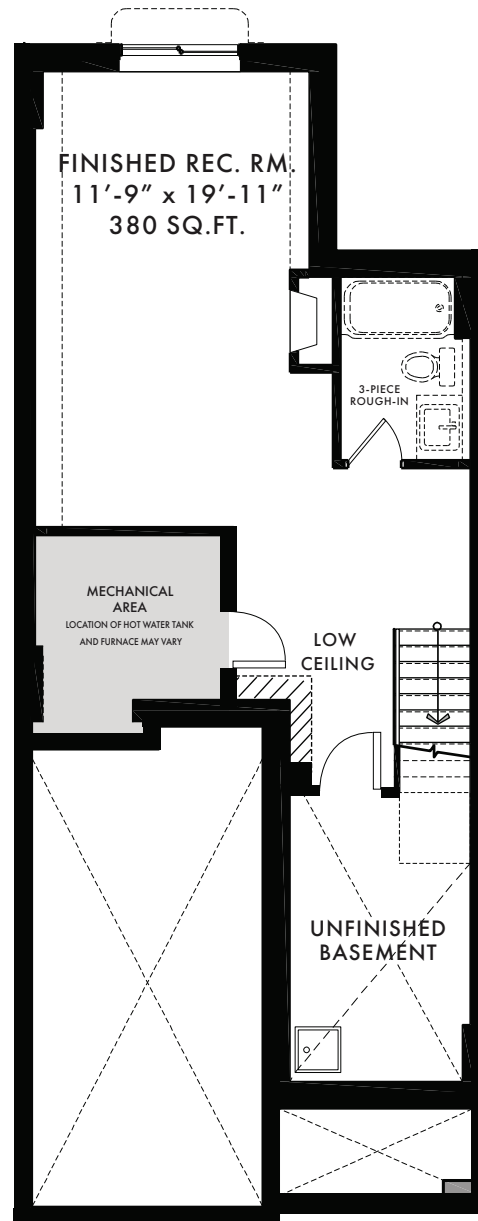 FINISHED REC. RM.
11'-9" x 19'-11"
380 SQ.FT.
3-PIECE
ROUGH-IN
MECHANICAL
AREA
LOCATION OF HOT WATER TANK
AND FURNACE MAY VARY
LOW
CEILING
UNFINISHED
BASEMENT